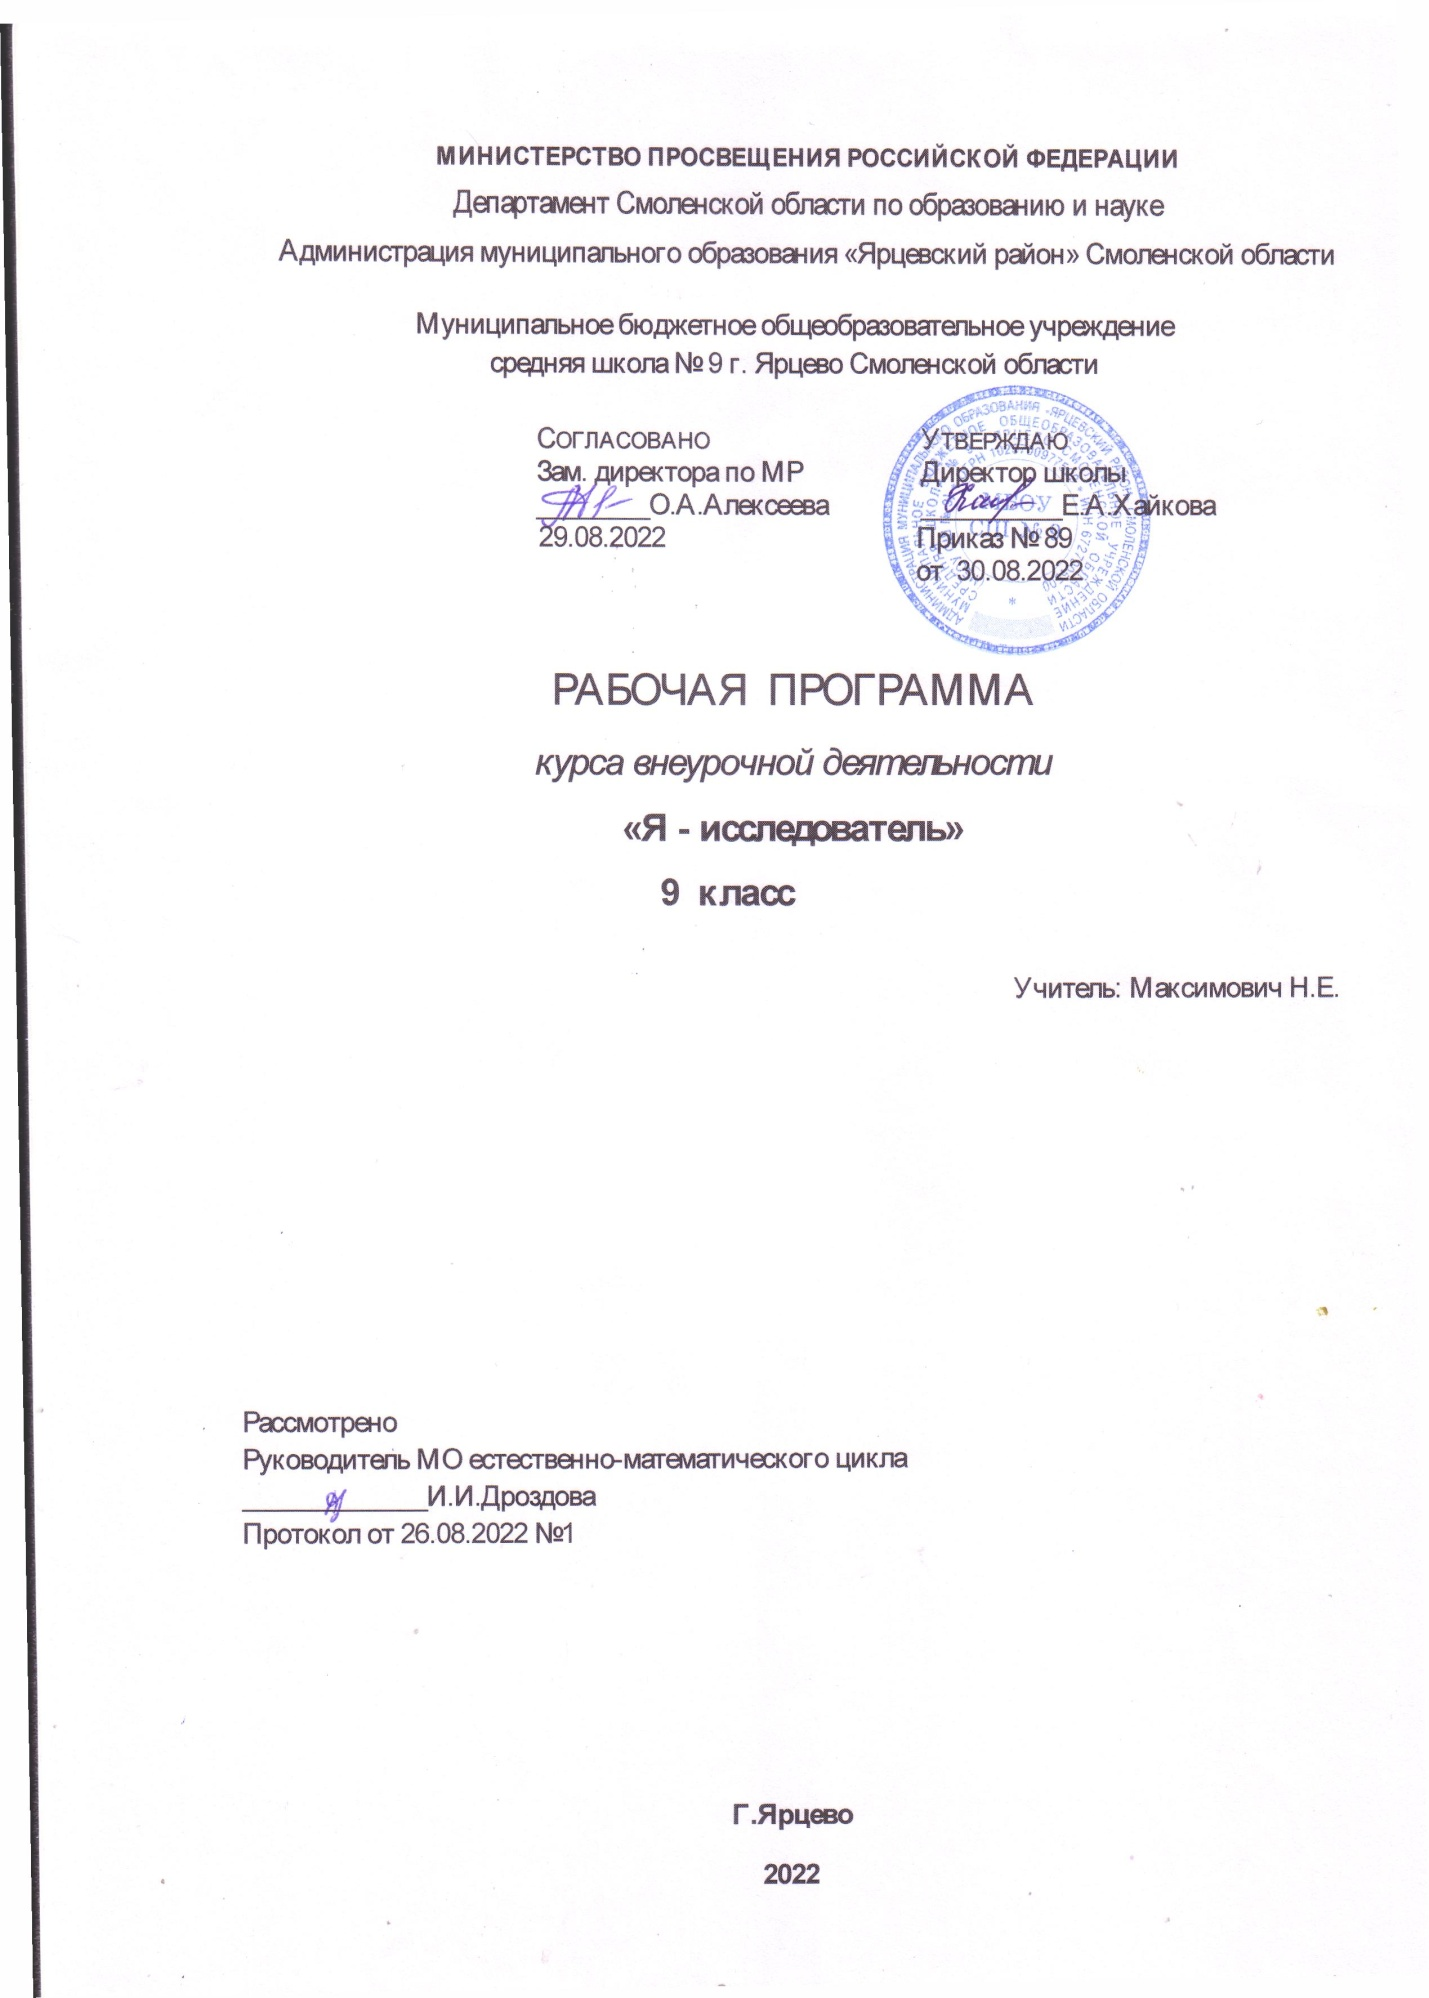 МИНИСТЕРСТВО ПРОСВЕЩЕНИЯ РОССИЙСКОЙ ФЕДЕРАЦИИ
Департамент Смоленской области по образованию и науке
Администрация муниципального образования «Ярцевский район» Смоленской области
Муниципальное бюджетное общеобразовательное учреждение
средняя школа № 9 г. Ярцево Смоленской области
СОГЛАСОВАНО
Зам. директора по МР
________О.А.Алексеева
29.08.2022
УТВЕРЖДАЮ
Директор школы
__________Е.А.Хайкова
Приказ № 89
от 30.08.2022
РАБОЧАЯ ПРОГРАММА
курса внеурочной деятельности
«Я - исследователь»
9 класс
Учитель: Максимович Н.Е.
Рассмотрено
Руководитель МО естественно-математического цикла
_____________И.И.Дроздова
Протокол от 26.08.2022 №1
Г.Ярцево
2022